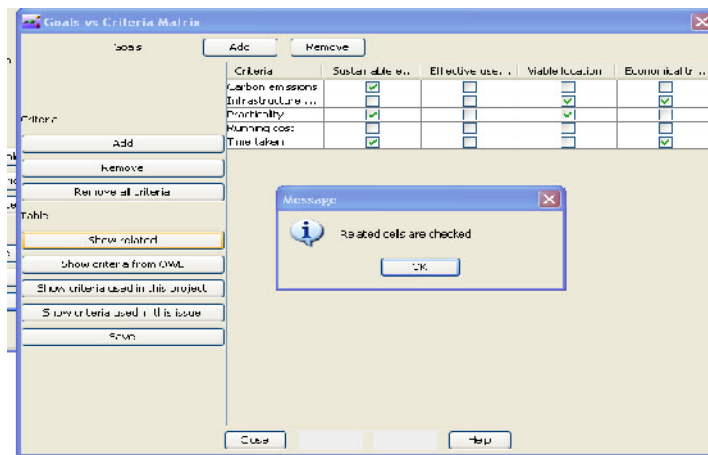 Goals vs Criteria Matrix
Goals Add Remove
Criteria Sustainable e... Effective use... Viable location Economical tr...
Carbon emissions
Infrastructure ...
Practicality
Running cost
Time taken
Criteria
Add
Remove
Remove all criteria
Table
Show related
Show criteria from OWL
Show criteria used in this project
Show criteria used in this issue
Save
Message
Related cells are checked
OK
Close Help